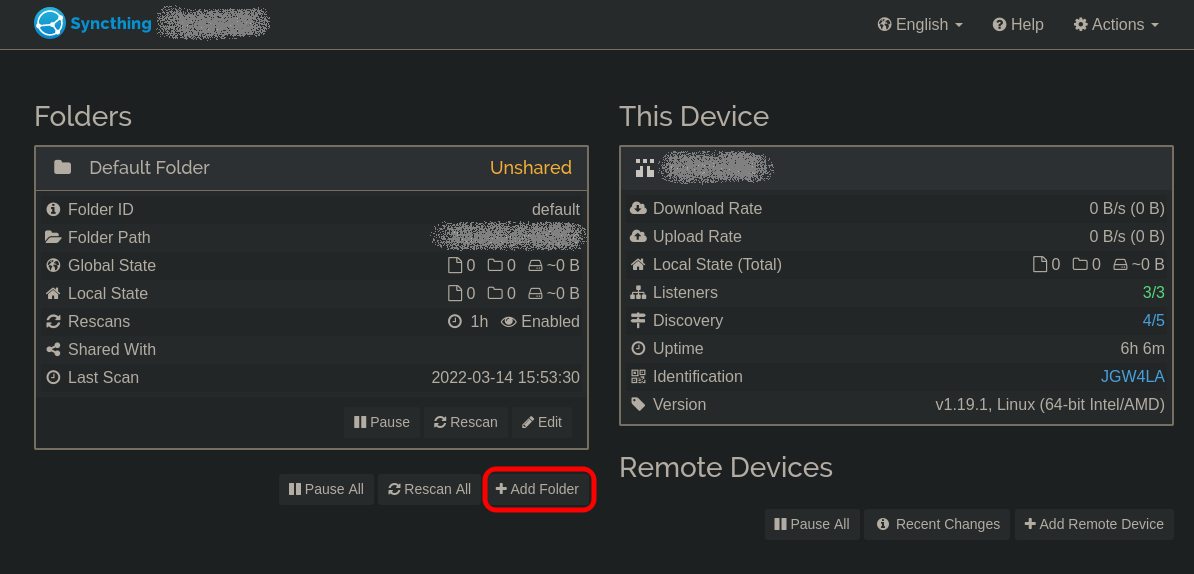 Syncthing
English
Help
Actions
Folders
Default Folder Unshared
Folder ID default
Folder Path
Global State 0 0 ~0 B
Local State 0 0 ~0 B
Rescans 1h Enabled
Shared With
Last Scan 2022-03-14 15:53:30
Pause Rescan Edit
Pause All Rescan All Add Folder
This Device
Download Rate 0 B/s (0 B)
Upload Rate 0 B/s (0 B)
Local State (Total) 0 0 ~0 B
Listeners 3/3
Discovery 4/5
Uptime 6h 6m
Identification JGW4LA
Version v1.19.1, Linux (64-bit Intel/AMD)
Remote Devices
Pause All Recent Changes Add Remote Device